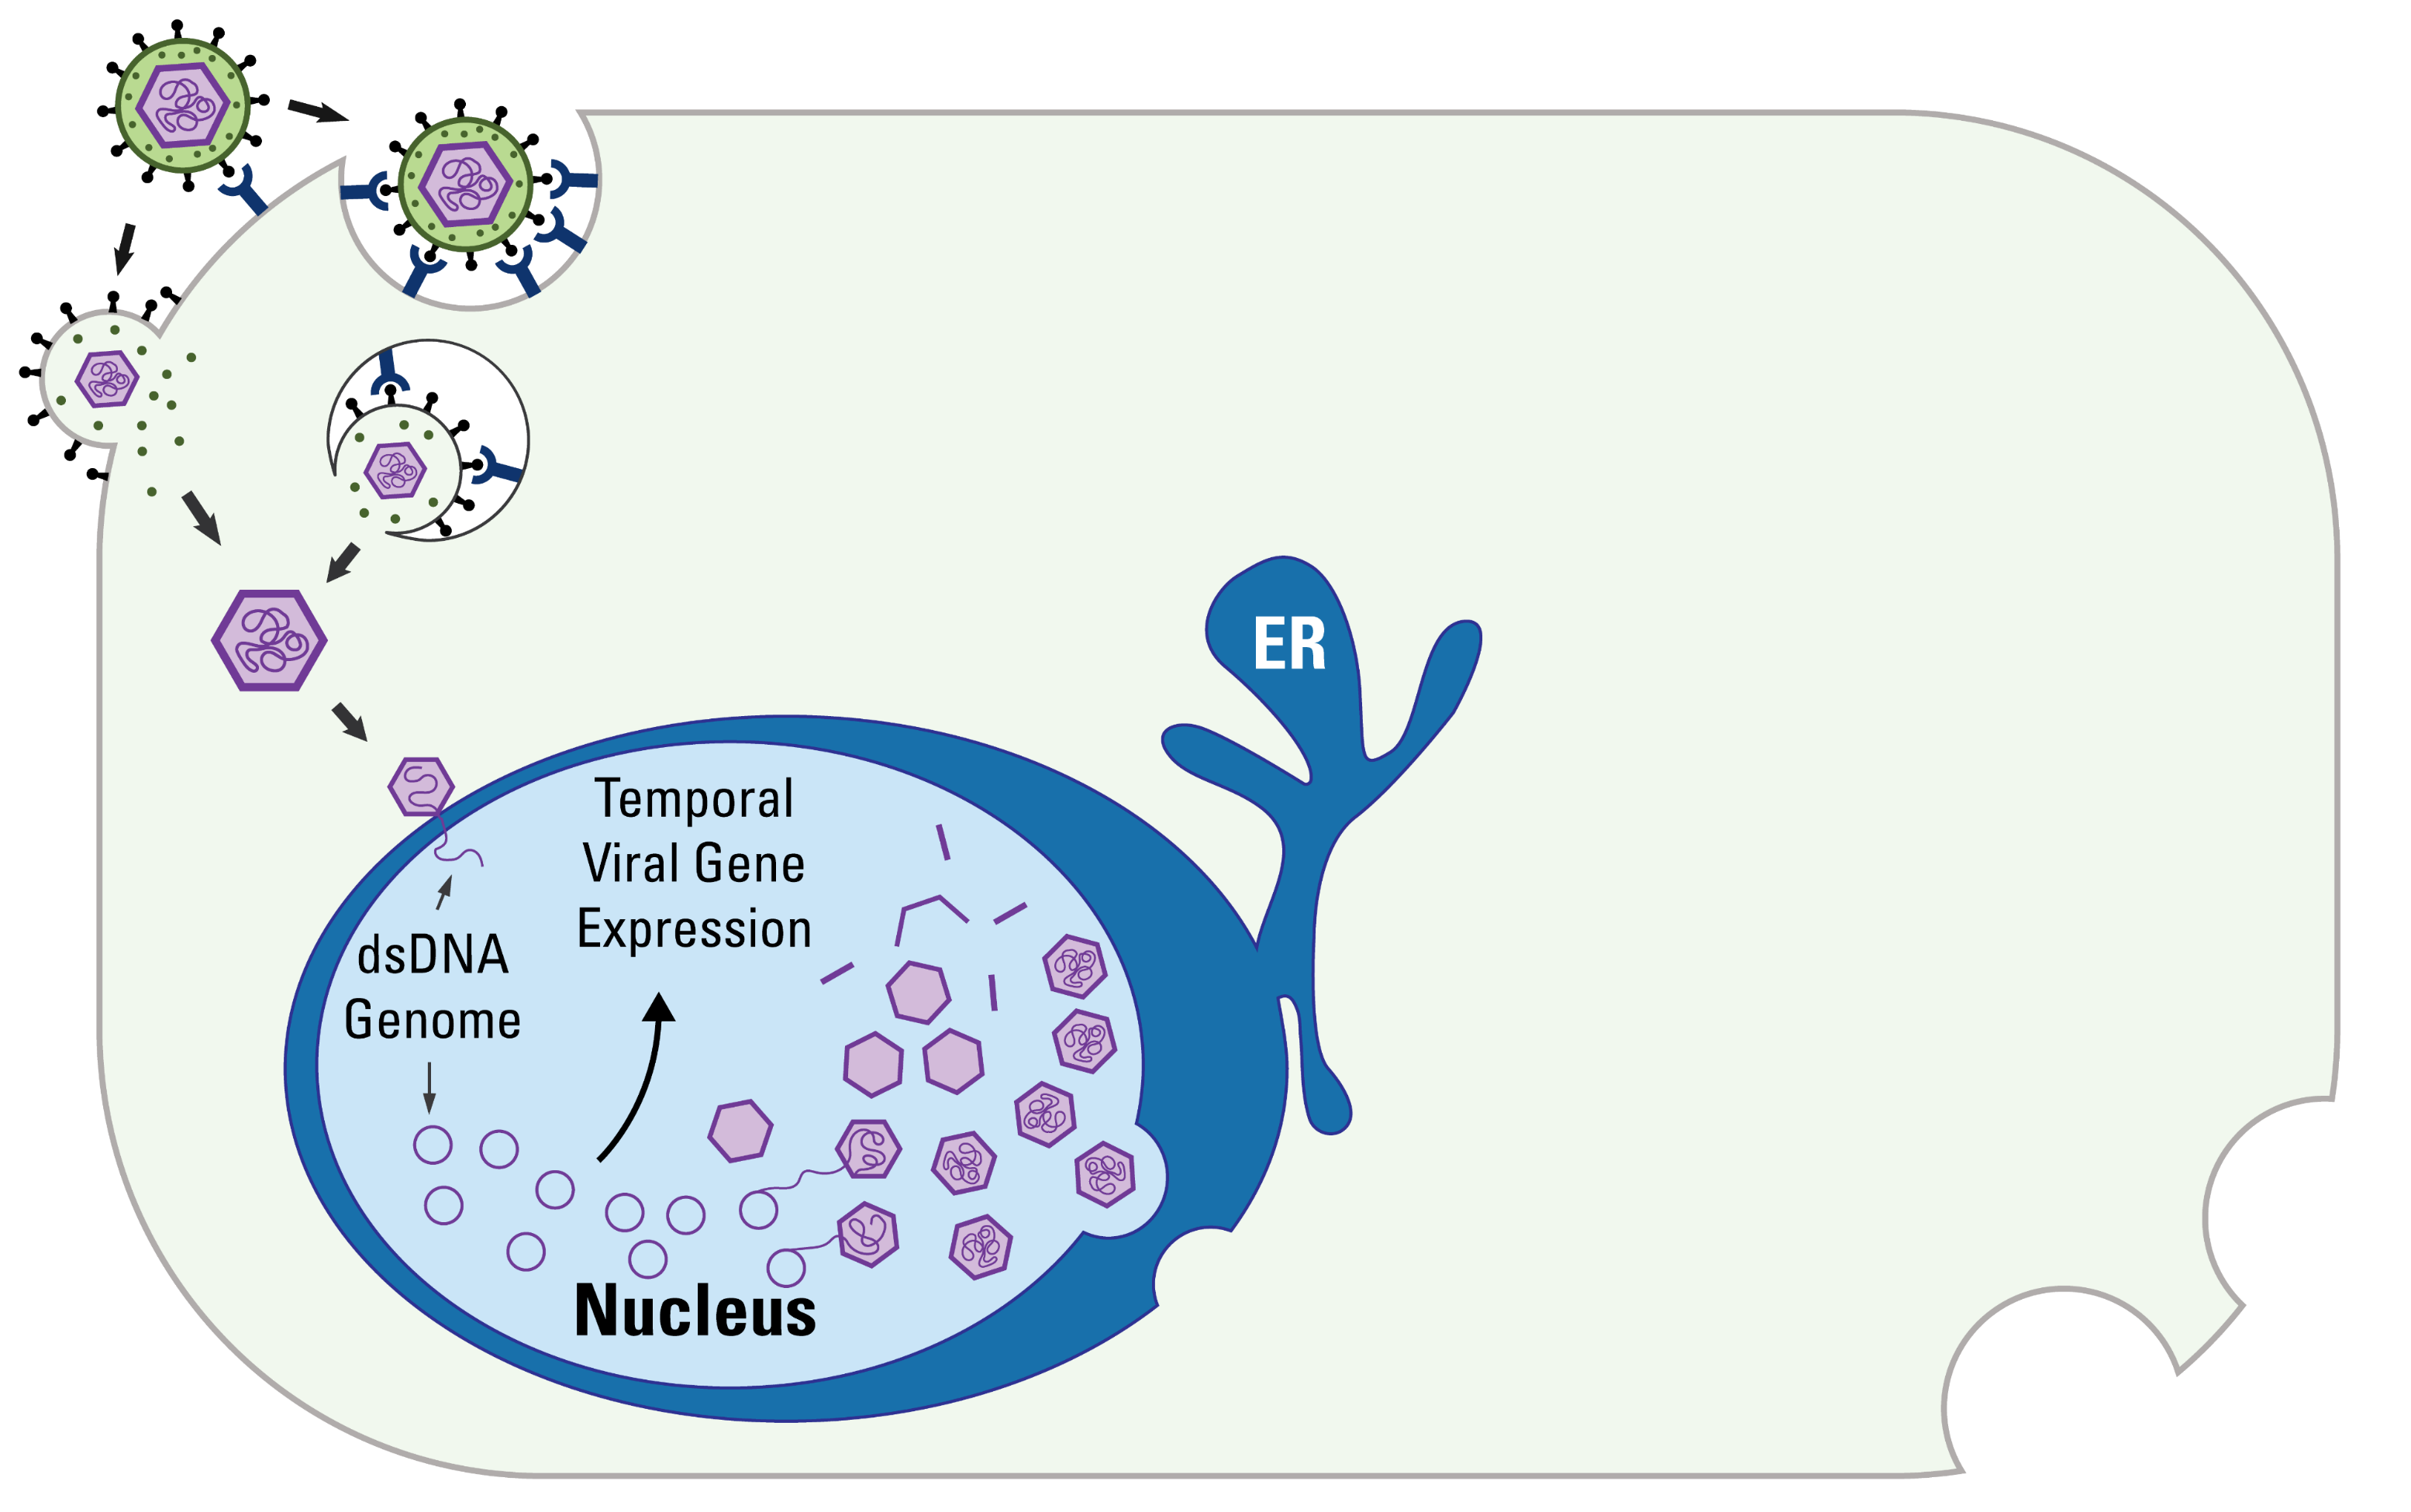 ER
Temporal
Viral Gene
Expression
dsDNA
Genome
Nucleus